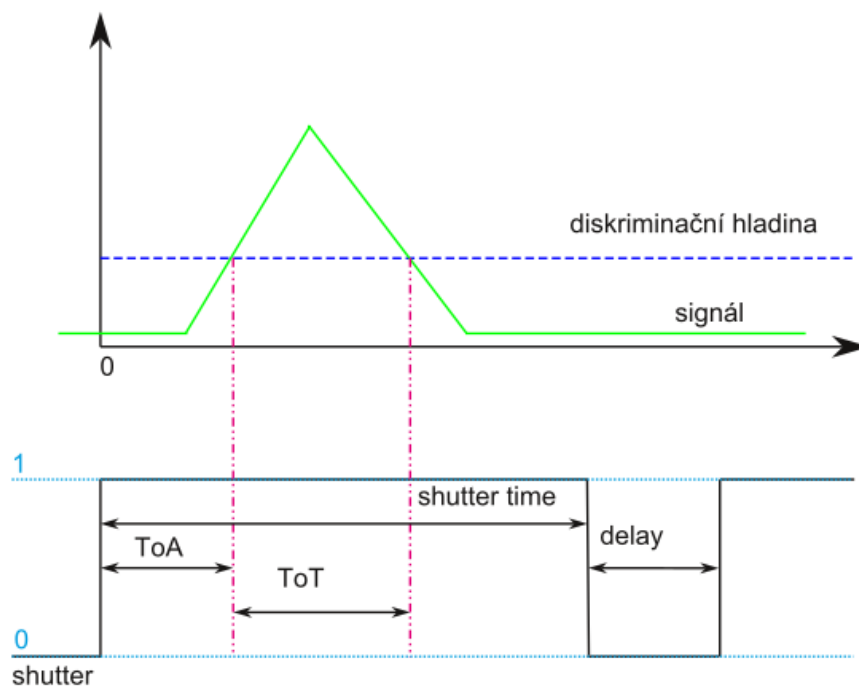 diskriminační hladina
signál
0
1
shutter time
ToA
delay
ToT
0
shutter